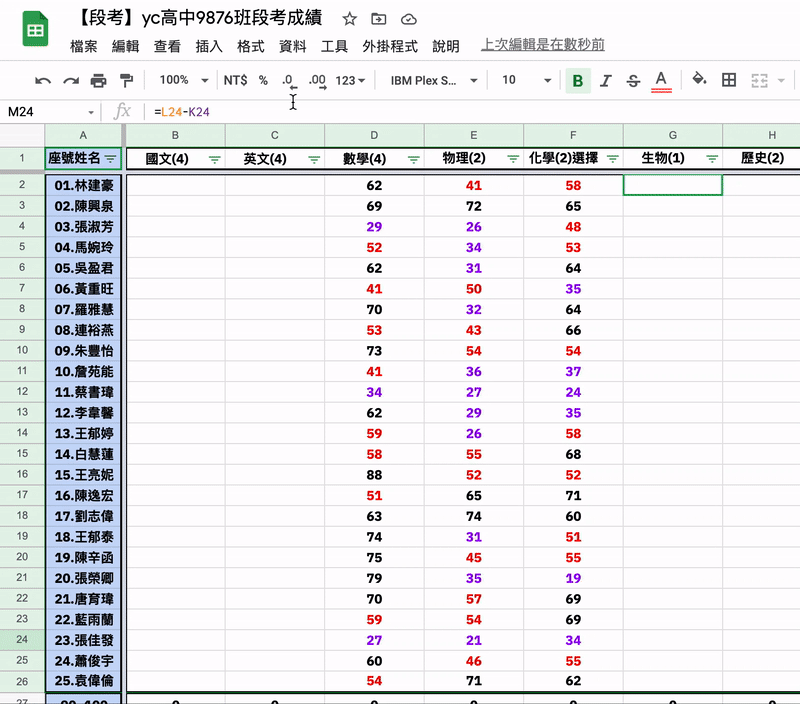 【段考】yc高中9876班段考成績
檔案 編輯 查看 插入 格式 資料 工具 外掛程式 說明 上次編輯是在數秒前
100% NT$ % .0 .00 123 IBM Plex S... 10 B I S A
M24 fx =L24-K24
A B C D E F G H
1 座號姓名 國文(4) 英文(4) 數學(4) 物理(2) 化學(2)選擇 生物(1) 歷史(2)
2 01.林建豪 62 41 58
3 02.陳興泉 69 72 65
4 03.張淑芳 29 26 48
5 04.馬婉玲 52 34 53
6 05.吳盈君 62 31 64
7 06.黃重旺 41 50 35
8 07.羅雅慧 70 32 64
9 08.連裕燕 53 43 66
10 09.朱豐怡 73 54 54
11 10.詹苑能 41 36 37
12 11.蔡書瑋 34 27 24
13 12.李韋馨 62 29 35
14 13.王郁婷 59 26 58
15 14.白慧蓮 58 55 68
16 15.王亮妮 88 52 52
17 16.陳逸宏 51 65 71
18 17.劉志偉 63 74 60
19 18.王郁泰 74 31 51
20 19.陳辛函 75 45 55
21 20.張榮卿 79 35 19
22 21.唐育瑋 70 57 69
23 22.藍雨蘭 59 54 69
24 23.張佳發 27 21 34
25 24.蕭俊宇 60 46 55
26 25.袁偉倫 54 71 62